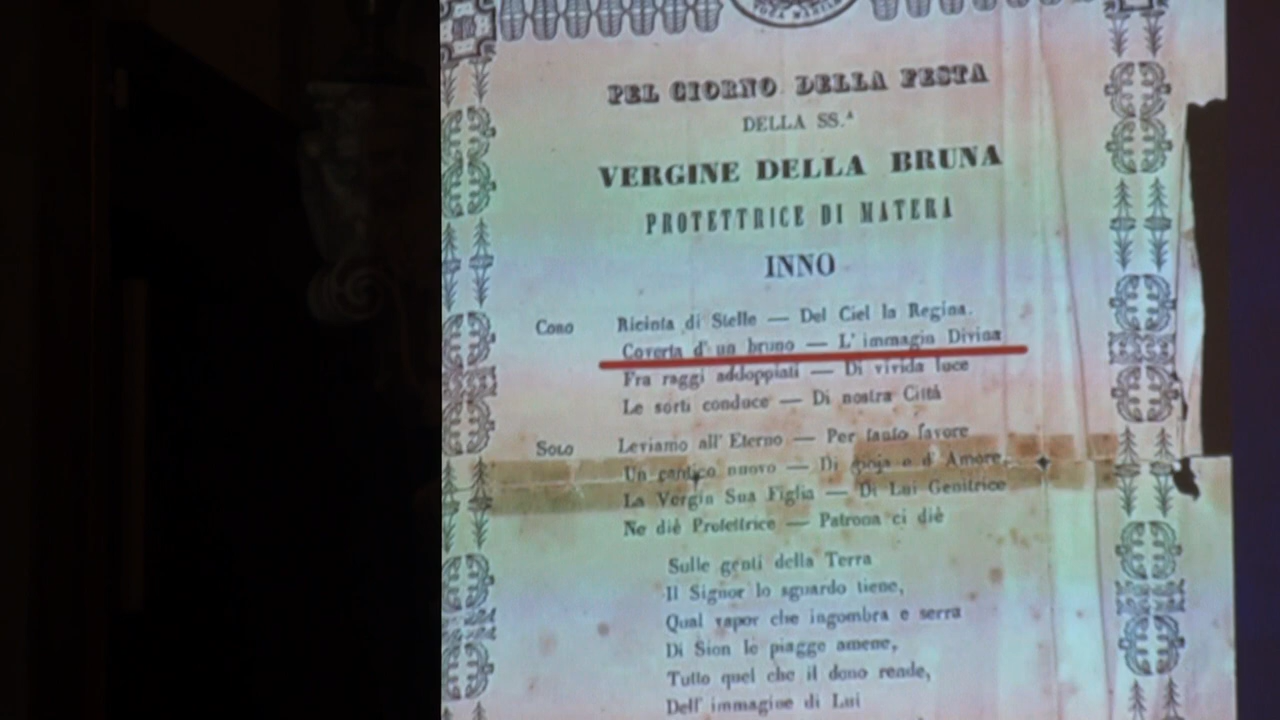 PEL GIORNO DELLA FESTA
DELLA SS.ᴬ
VERGINE DELLA BRUNA
PROTETTRICE DI MATERA
INNO
CORO Ricinta di Stelle — Del Ciel la Regina.
Coverta d' un bruno — L' immagin Divina
Fra raggi addoppiati — Di vivida luce
Le sorti conduce — Di nostra Città
SOLO Leviamo all' Eterno — Per tanto favore
Un cantico nuovo — Di gioja e d' Amore,
La Vergin Sua Figlia — Di Lui Genitrice
Ne diè Protettrice — Patrona ci diè
Sulle genti della Terra
Il Signor lo sguardo tiene,
Qual vapor che ingombra e serra
Di Sion le piagge amene,
Tutto quel che il dono rende,
Dell' immagine di Lui